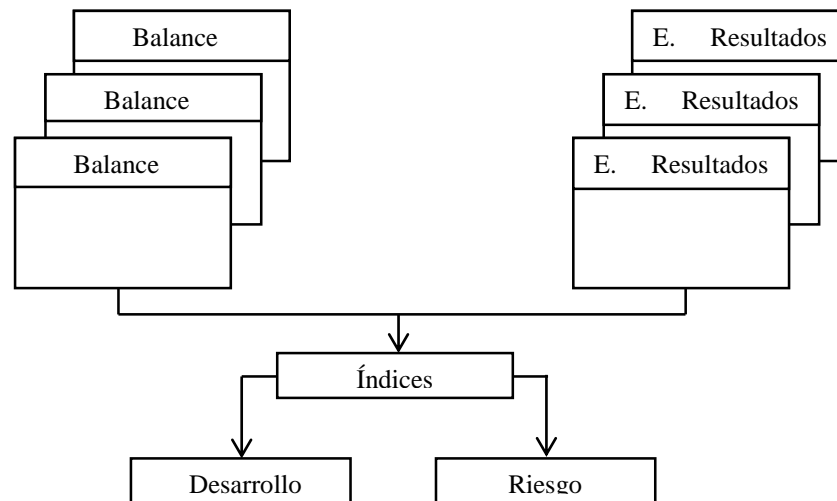 Balance
E. Resultados
Balance
E. Resultados
Balance
E. Resultados
Índices
Desarrollo
Riesgo